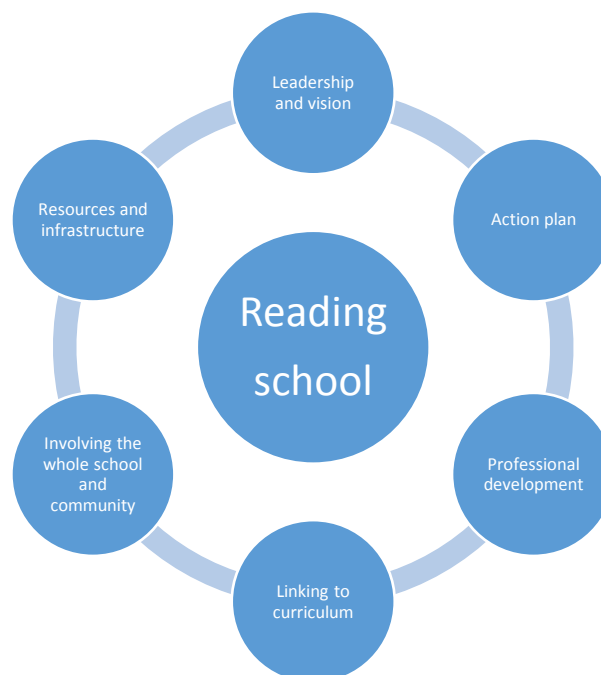 Leadership
and vision
Action plan
Professional
development
Linking to
curriculum
Involving the
whole school
and
community
Resources and
infrastructure
Reading
school